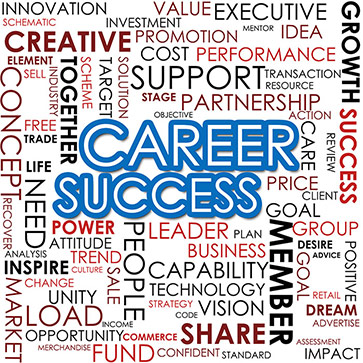 INNOVATION
VALUE
EXECUTIVE
SCHEMATIC
INVESTMENT
MENTOR
IDEA
CREATIVE
PROMOTION
COST
PERFORMANCE
ELEMENT
SELL
INDUSTRY
SCHEME
TARGET
SOLUTION
SUPPORT
TRANSACTION
RESOURCE
GROWTH
SUCCESS
STAGE
PARTNERSHIP
OBJECTIVE
ACTION
CONCEPT
FREE
TRADE
TOGETHER
CARE
REVIEW
CAREER
SUCCESS
LIFE
NEED
PRICE
CLIENT
GOAL
RECOVER
POWER
ATTITUDE
PEOPLE
LEADER
PLAN
MEMBER
GROUP
DESIRE
ADVICE
POSITIVE
ANALYSIS
INSPIRE
TREND
CULTURE
SALE
BUSINESS
CAPABILITY
GOAL
CHANGE
UNITY
TECHNOLOGY
RETAIL
DREAM
MARKET
LOAD
STRATEGY
CODE
VISION
ADVERTISE
INCOME
OPPORTUNITY
COMMERCE
SHARE
ASSESSMENT
MERCHANDISE
FUND
CONFIDENT
STANDARD
IMPACT